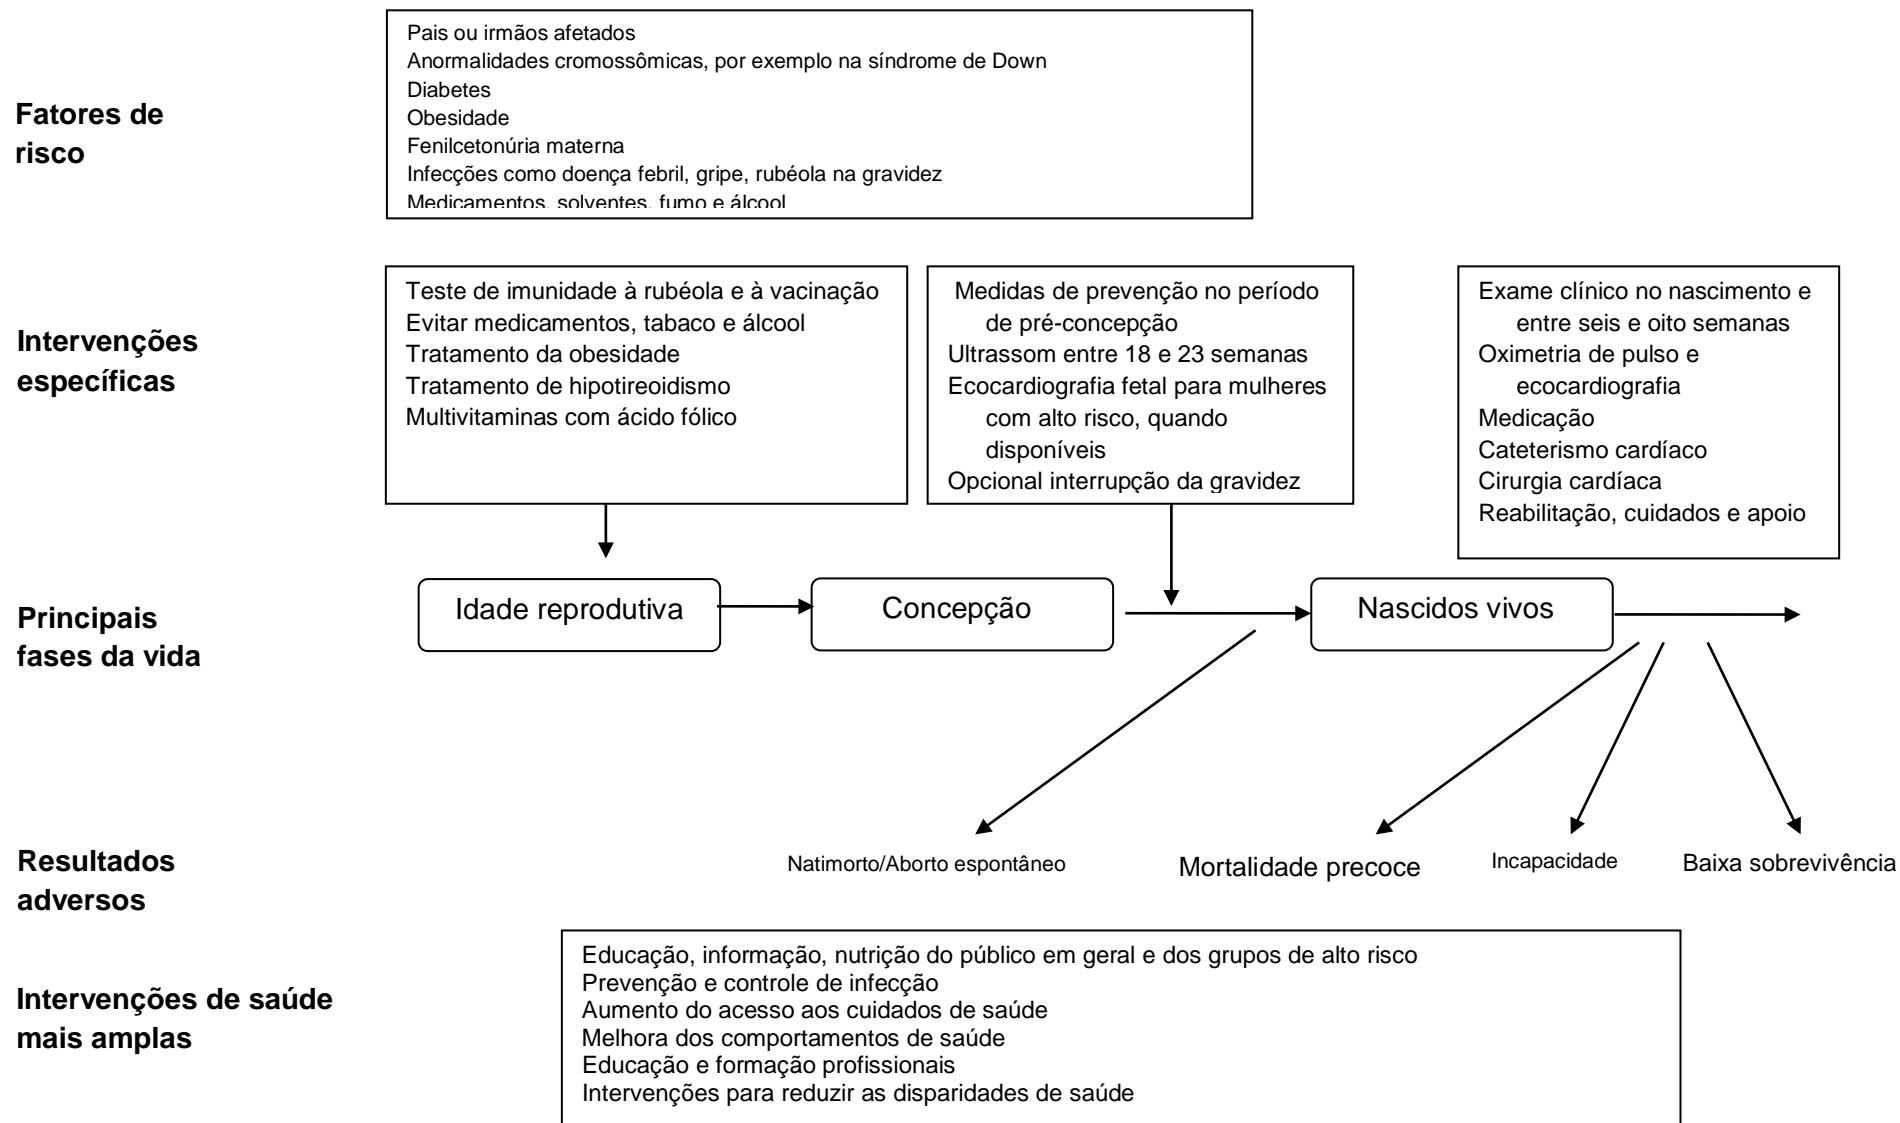 Fatores de
risco
Pais ou irmãos afetados
Anormalidades cromossômicas, por exemplo na síndrome de Down
Diabetes
Obesidade
Fenilcetonúria materna
Infecções como doença febril, gripe, rubéola na gravidez
Medicamentos, solventes, fumo e álcool
Intervenções
específicas
Teste de imunidade à rubéola e à vacinação
Evitar medicamentos, tabaco e álcool
Tratamento da obesidade
Tratamento de hipotireoidismo
Multivitaminas com ácido fólico
Medidas de prevenção no período
de pré-concepção
Ultrassom entre 18 e 23 semanas
Ecocardiografia fetal para mulheres
com alto risco, quando
disponíveis
Opcional interrupção da gravidez
Exame clínico no nascimento e
entre seis e oito semanas
Oximetria de pulso e
ecocardiografia
Medicação
Cateterismo cardíaco
Cirurgia cardíaca
Reabilitação, cuidados e apoio
Principais
fases da vida
Idade reprodutiva
Concepção
Nascidos vivos
Resultados
adversos
Natimorto/Aborto espontâneo
Mortalidade precoce
Incapacidade
Baixa sobrevivência
Intervenções de saúde
mais amplas
Educação, informação, nutrição do público em geral e dos grupos de alto risco
Prevenção e controle de infecção
Aumento do acesso aos cuidados de saúde
Melhora dos comportamentos de saúde
Educação e formação profissionais
Intervenções para reduzir as disparidades de saúde